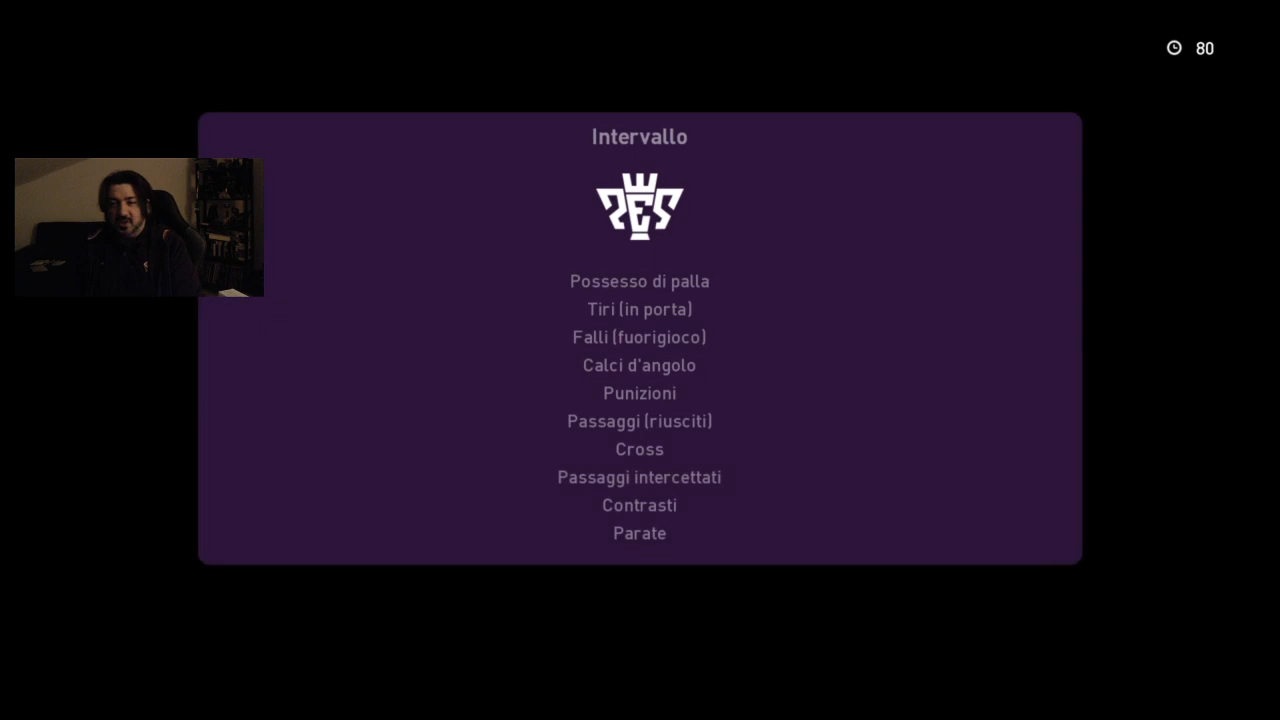 80
Intervallo
PES
Possesso di palla
Tiri (in porta)
Falli (fuorigioco)
Calci d'angolo
Punizioni
Passaggi (riusciti)
Cross
Passaggi intercettati
Contrasti
Parate